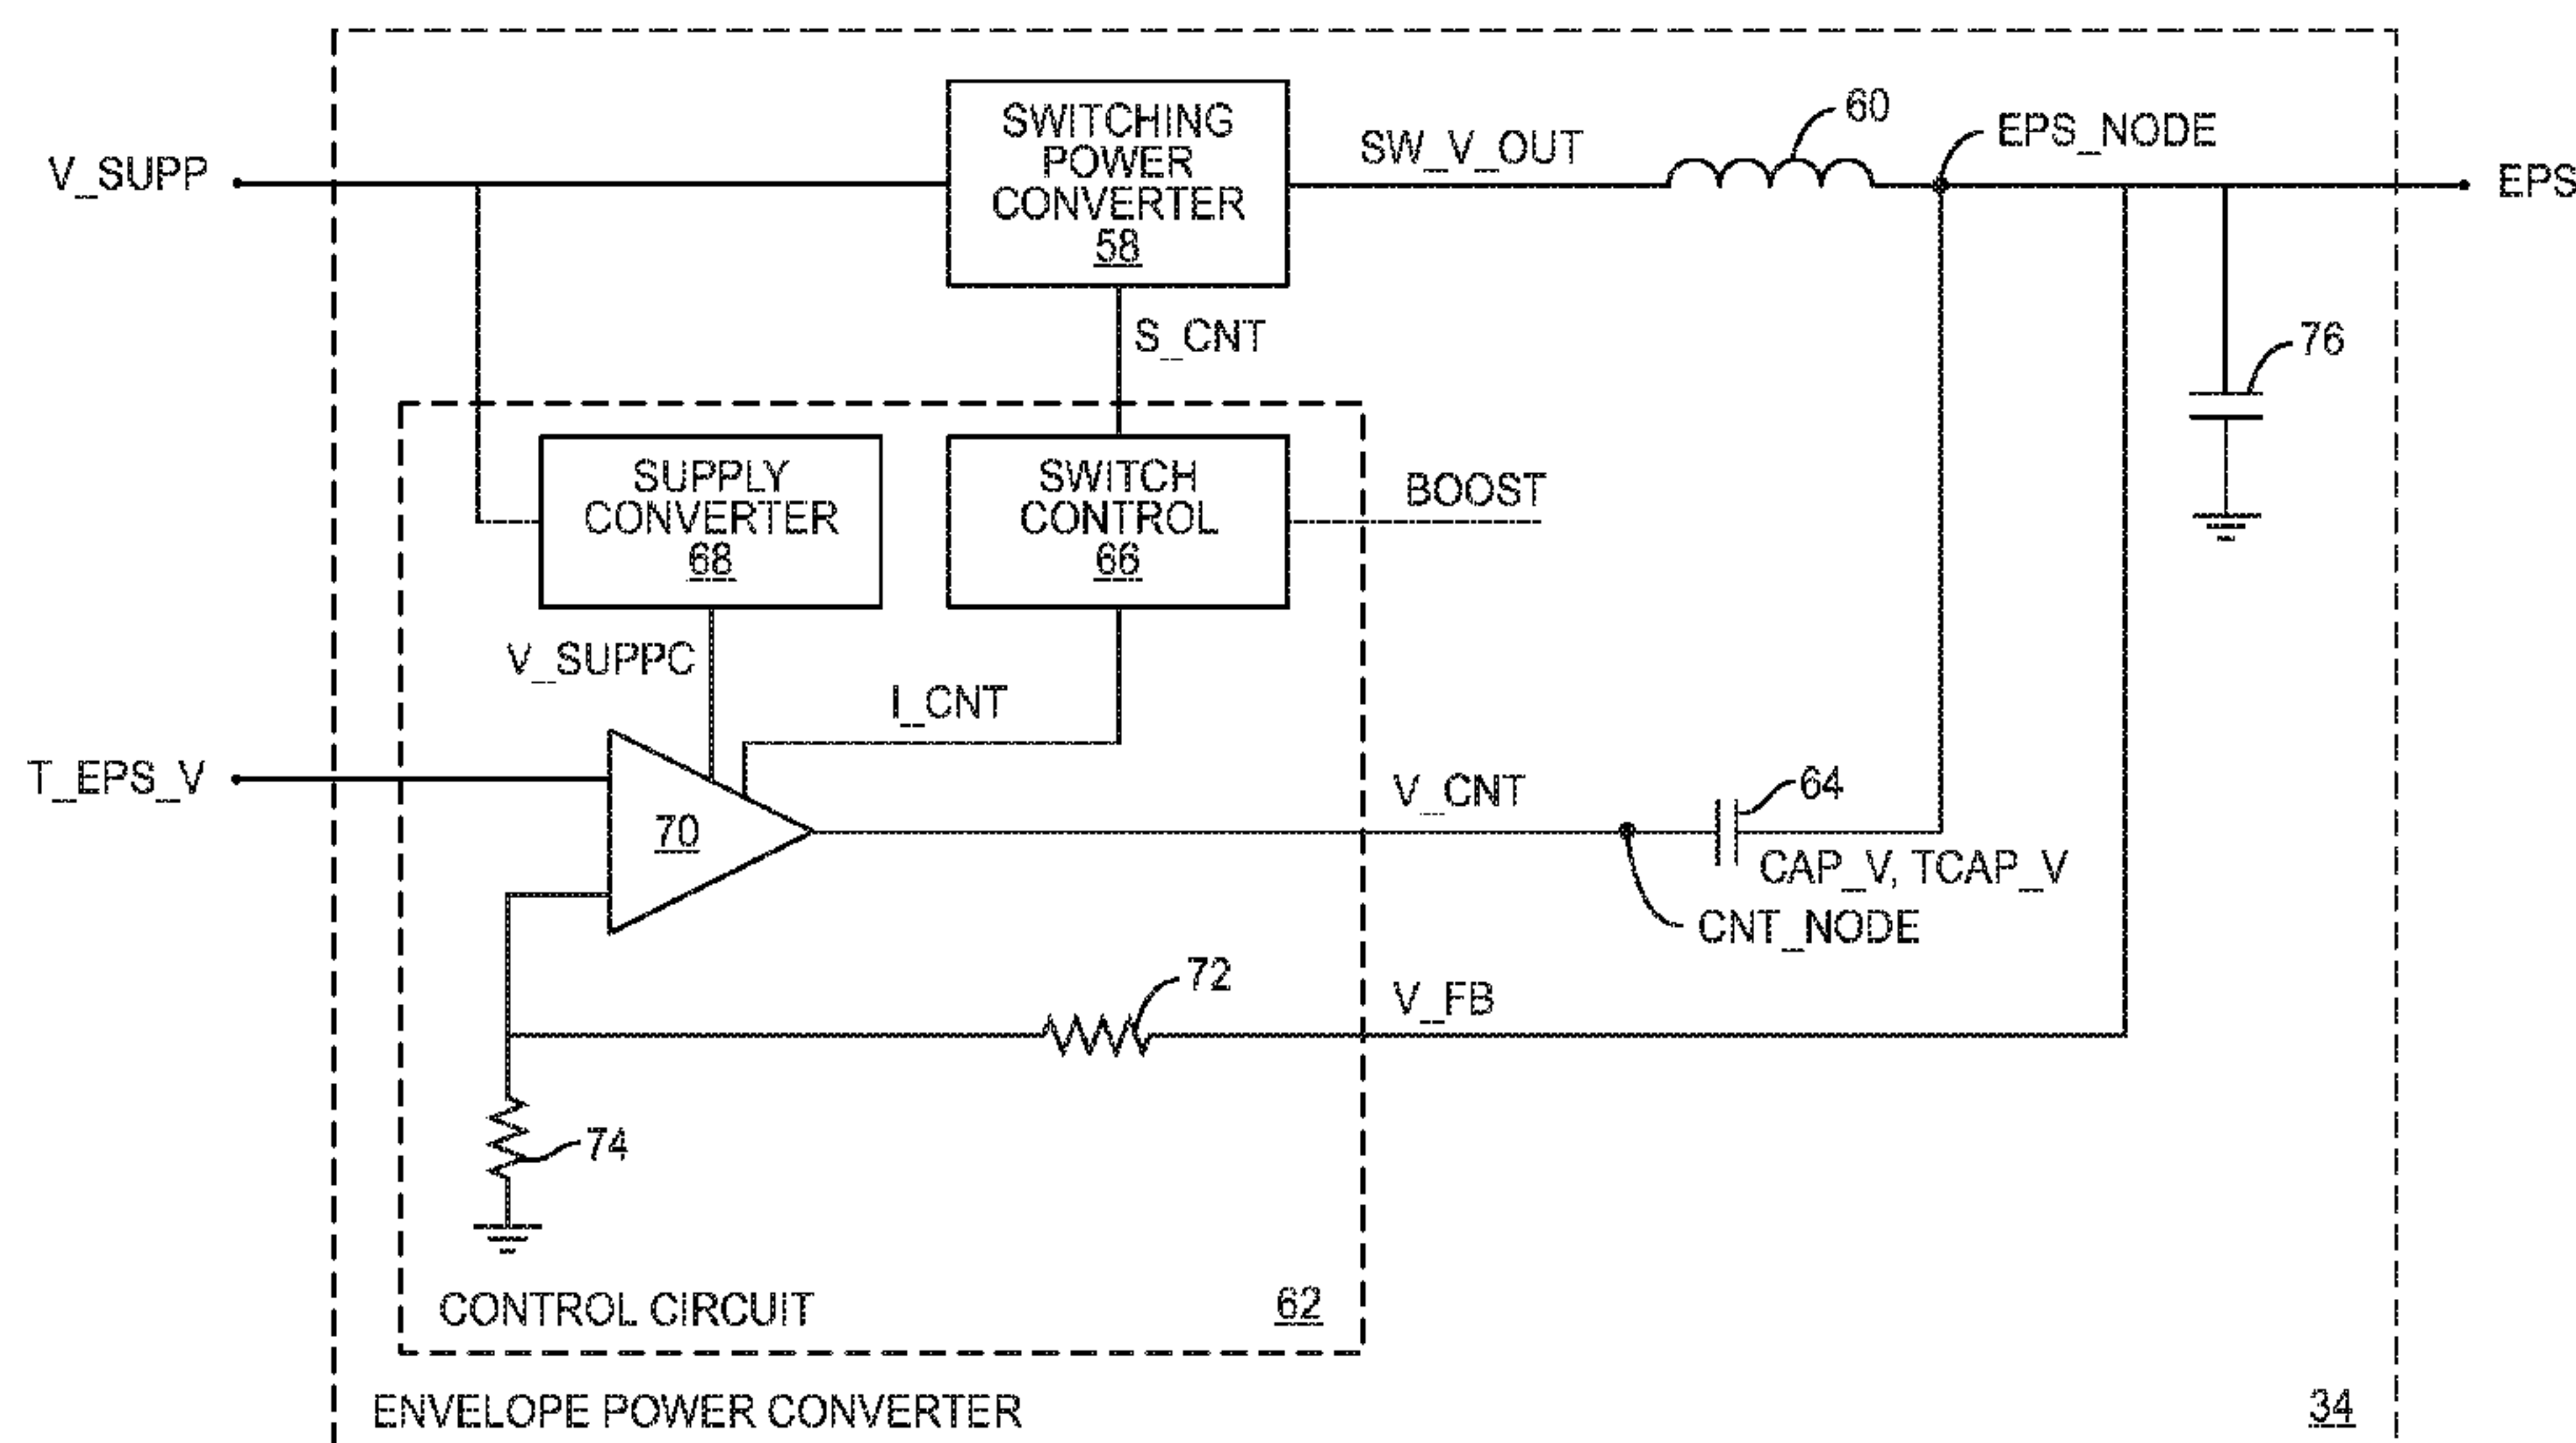 V_SUPP
SWITCHING
POWER
CONVERTER
58
SW_V_OUT
60
EPS_NODE
EPS
S_CNT
76
SUPPLY
CONVERTER
68
SWITCH
CONTROL
66
BOOST
V_SUPPC
I_CNT
T_EPS_V
70
V_CNT
64
CAP_V, TCAP_V
CNT_NODE
72
V_FB
74
CONTROL CIRCUIT
62
ENVELOPE POWER CONVERTER
34